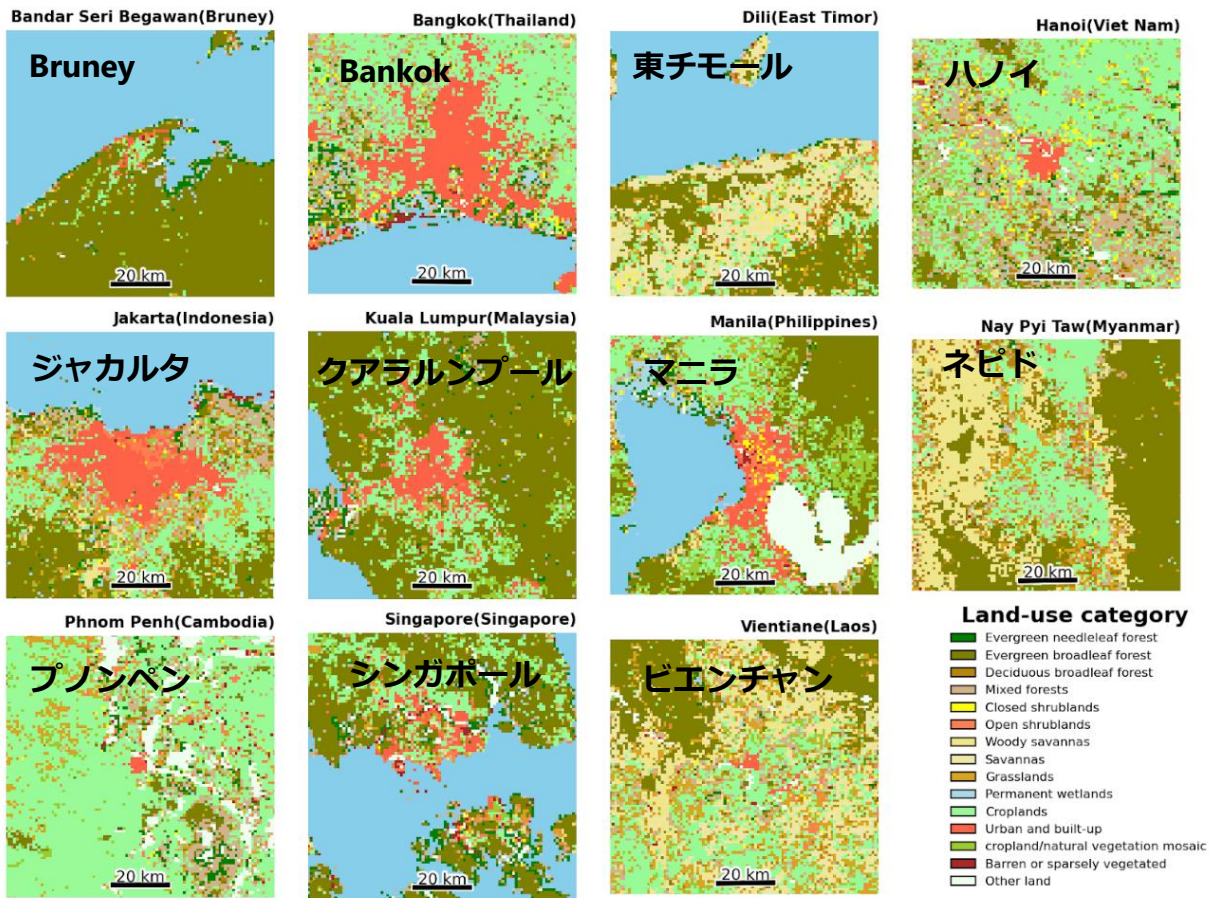 Bandar Seri Begawan(Bruney)
Bruney
20 km
Bangkok(Thailand)
Bankok
20 km
Dili(East Timor)
東チモール
20 km
Hanoi(Viet Nam)
ハノイ
20 km
Jakarta(Indonesia)
ジャカルタ
20 km
Kuala Lumpur(Malaysia)
クアラルンプール
20 km
Manila(Philippines)
マニラ
20 km
Nay Pyi Taw(Myanmar)
ネピド
20 km
Phnom Penh(Cambodia)
プノンペン
20 km
Singapore(Singapore)
シンガポール
20 km
Vientiane(Laos)
ビエンチャン
20 km
Land-use category
Evergreen needleleaf forest
Evergreen broadleaf forest
Deciduous broadleaf forest
Mixed forests
Closed shrublands
Open shrublands
Woody savannas
Savannas
Grasslands
Permanent wetlands
Croplands
Urban and built-up
cropland/natural vegetation mosaic
Barren or sparsely vegetated
Other land